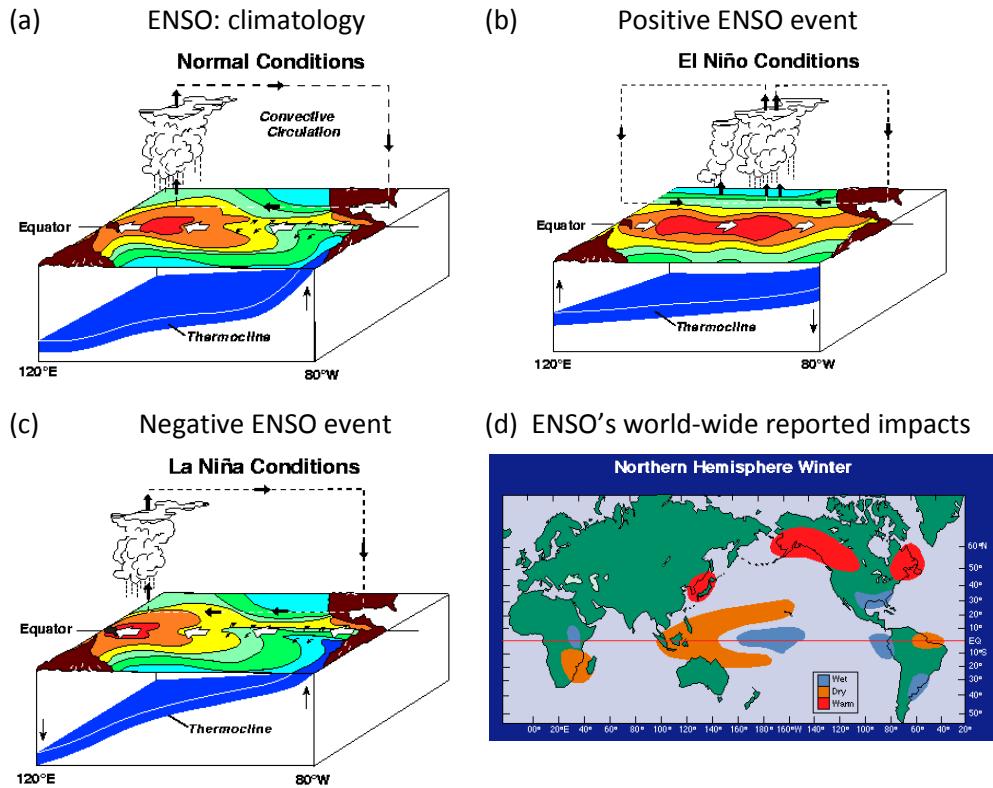 (a) ENSO: climatology
Normal Conditions
Convective
Circulation
Equator
Thermocline
120°E 80°W
(b) Positive ENSO event
El Niño Conditions
Equator
Thermocline
120°E 80°W
(c) Negative ENSO event
La Niña Conditions
Equator
Thermocline
120°E 80°W
(d) ENSO’s world-wide reported impacts
Northern Hemisphere Winter
60°N
50°
40°
30°
20°
10°
EQ
10°S
20°
30°
40°
50°
Wet
Dry
Warm
00° 20°E 40° 60° 80° 100° 120° 140° 160° 180° 160°W 140° 120° 100° 80° 60° 40° 20°